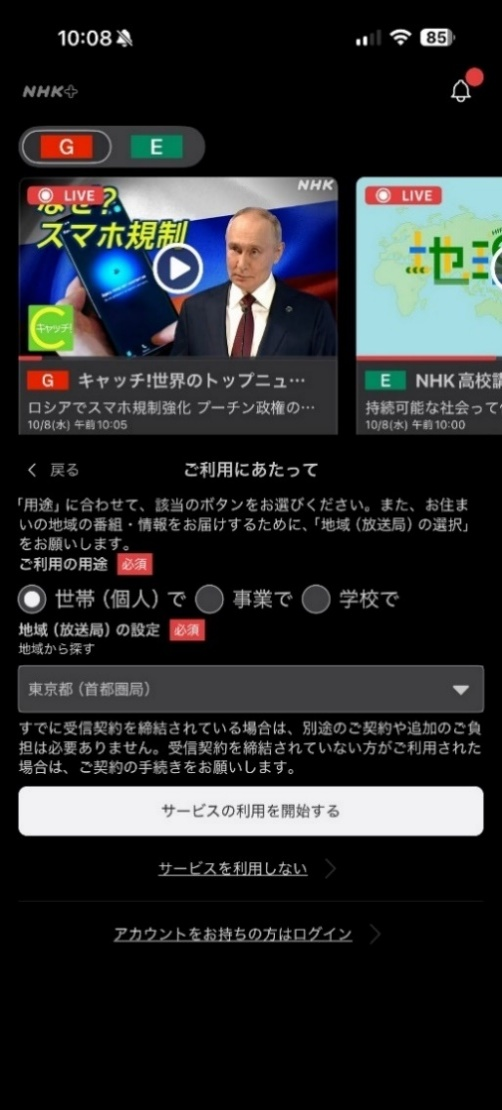 10:08
85
NHK+
G E
LIVE
なぜ?
スマホ規制
NHK
キャッチ!
G キャッチ!世界のトップニュ…
ロシアでスマホ規制強化 プーチン政権の…
10/8(水) 午前10:05
LIVE
E NHK高校講
持続可能な社会って
10/8(水) 午前10:00
戻る
ご利用にあたって
「用途」に合わせて、該当のボタンをお選びください。また、お住ま
いの地域の番組・情報をお届けするために、「地域（放送局）の選択」
をお願いします。
ご利用の用途 必須
世帯（個人）で 事業で 学校で
地域（放送局）の設定 必須
地域から探す
東京都（首都圏局）
すでに受信契約を締結されている場合は、別途のご契約や追加のご負
担は必要ありません。受信契約を締結されていない方がご利用された
場合は、ご契約の手続きをお願いします。
サービスの利用を開始する
サービスを利用しない
アカウントをお持ちの方はログイン